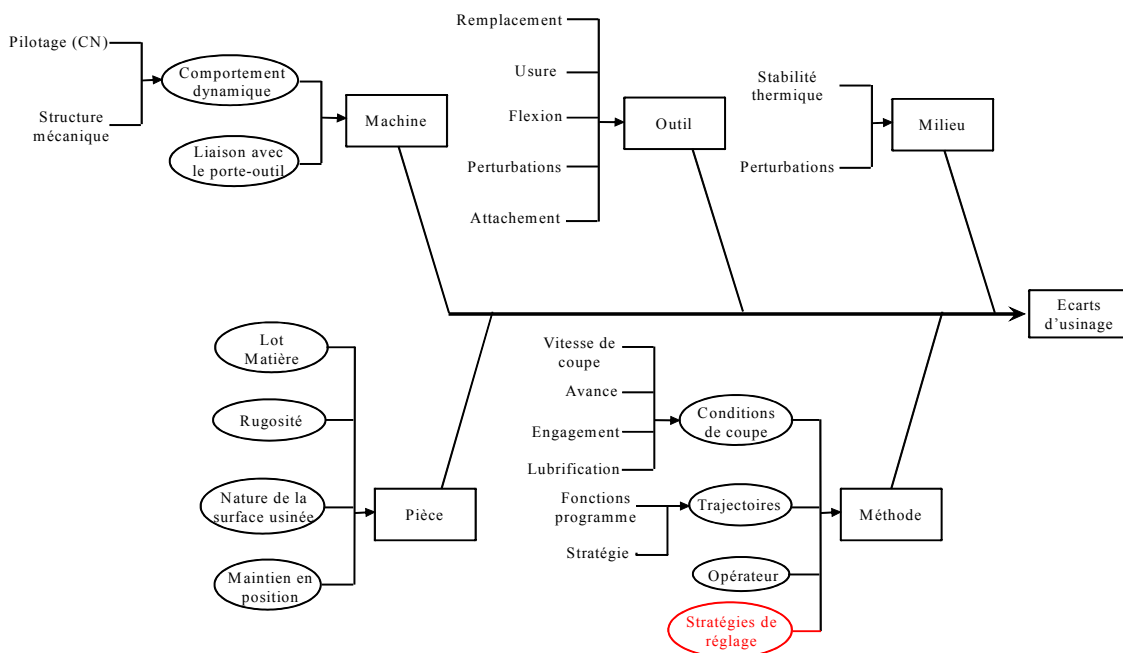 Pilotage (CN)
Structure
mécanique
Comportement
dynamique
Liaison avec
le porte-outil
Machine
Remplacement
Usure
Flexion
Perturbations
Attachement
Outil
Stabilité
thermique
Perturbations
Milieu
Ecarts
d’usinage
Lot
Matière
Rugosité
Nature de la
surface usinée
Maintien en
position
Pièce
Vitesse de
coupe
Avance
Engagement
Lubrification
Conditions
de coupe
Fonctions
programme
Stratégie
Trajectoires
Opérateur
Stratégies de
réglage
Méthode